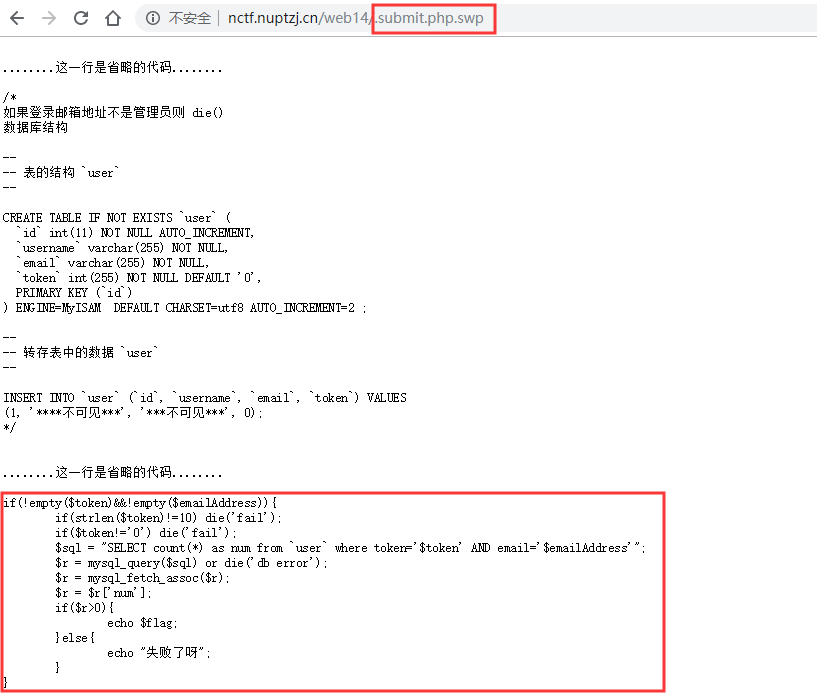 不安全 nctf.nuptzj.cn/web14/.submit.php.swp
........这一行是省略的代码........
/*
如果登录邮箱地址不是管理员则 die()
数据库结构
--
-- 表的结构 `user`
--
CREATE TABLE IF NOT EXISTS `user` (
  `id` int(11) NOT NULL AUTO_INCREMENT,
  `username` varchar(255) NOT NULL,
  `email` varchar(255) NOT NULL,
  `token` int(255) NOT NULL DEFAULT '0',
  PRIMARY KEY (`id`)
) ENGINE=MyISAM  DEFAULT CHARSET=utf8 AUTO_INCREMENT=2 ;
--
-- 转存表中的数据 `user`
--
INSERT INTO `user` (`id`, `username`, `email`, `token`) VALUES
(1, '****不可见***', '***不可见***', 0);
*/
........这一行是省略的代码........
if(!empty($token)&&!empty($emailAddress)){
	if(strlen($token)!=10) die('fail');
	if($token!='0') die('fail');
	$sql = "SELECT count(*) as num from `user` where token='$token' AND email='$emailAddress'";
	$r = mysql_query($sql) or die('db error');
	$r = mysql_fetch_assoc($r);
	$r = $r['num'];
	if($r>0){
		echo $flag;
	}else{
		echo "失败了呀";
	}
}